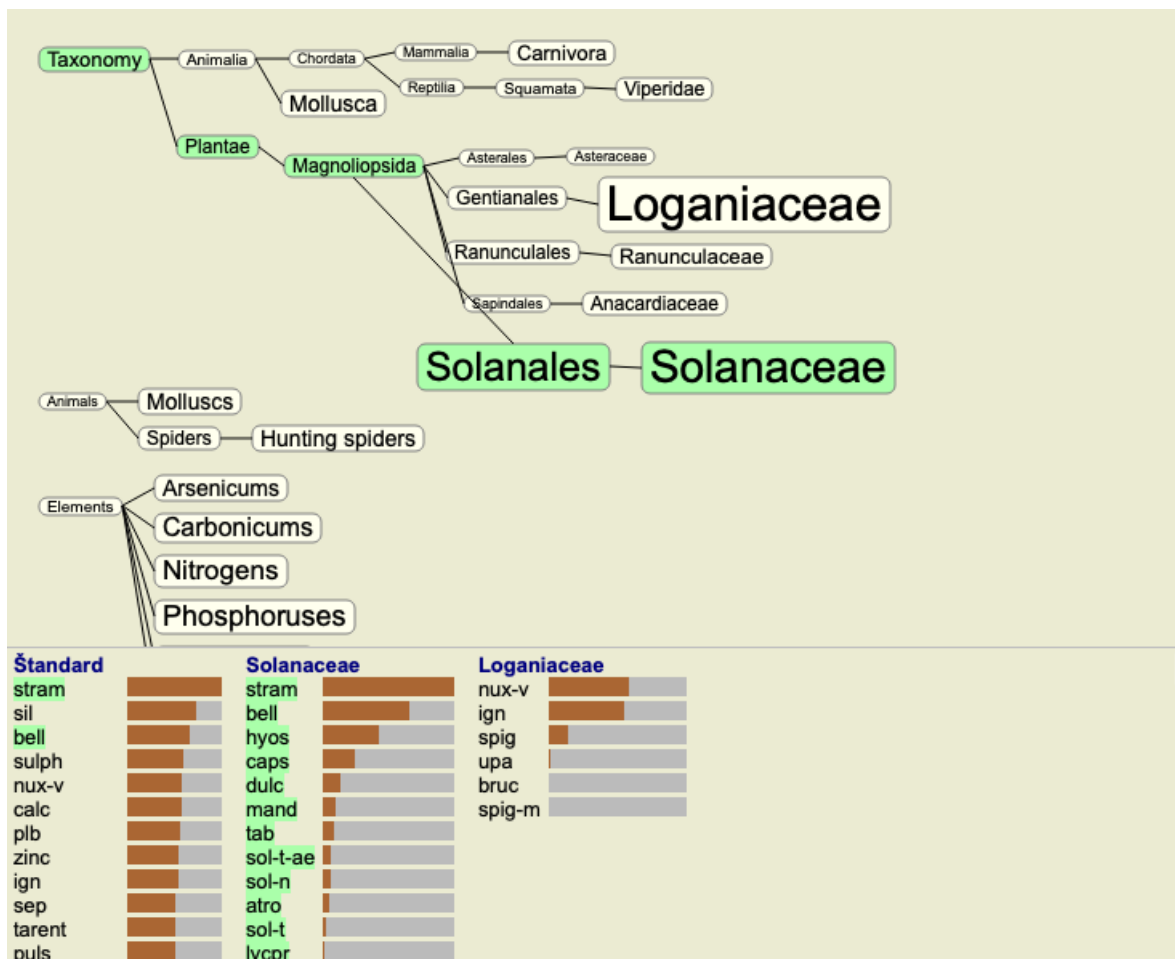 Taxonomy
Animalia
Chordata
Mammalia
Carnivora
Reptilia
Squamata
Viperidae
Mollusca
Plantae
Magnoliopsida
Asterales
Asteraceae
Gentianales
Loganiaceae
Ranunculales
Ranunculaceae
Sapindales
Anacardiaceae
Solanales
Solanaceae
Animals
Molluscs
Spiders
Hunting spiders
Elements
Arsenicums
Carbonicums
Nitrogens
Phosphoruses
Štandard
stram
sil
bell
sulph
nux-v
calc
plb
zinc
ign
sep
tarent
puls
Solanaceae
stram
bell
hyos
caps
dulc
mand
tab
sol-t-ae
sol-n
atro
sol-t
lycpr
Loganiaceae
nux-v
ign
spig
upa
bruc
spig-m